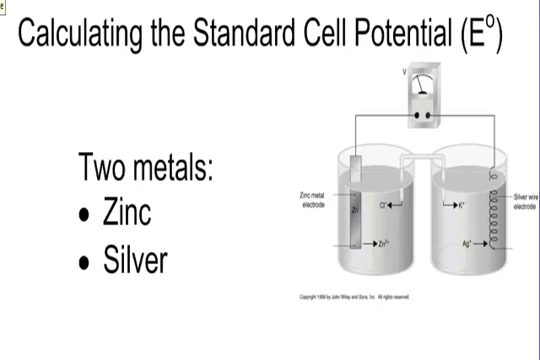 e
Calculating the Standard Cell Potential (E°)
V
Two metals:
• Zinc
• Silver
Zinc metal
electrode
Zn
Cl⁻
Zn²⁺
K⁺
Ag⁺
Silver wire
electrode
Copyright 1999 by John Wiley and Sons, Inc. All rights reserved.